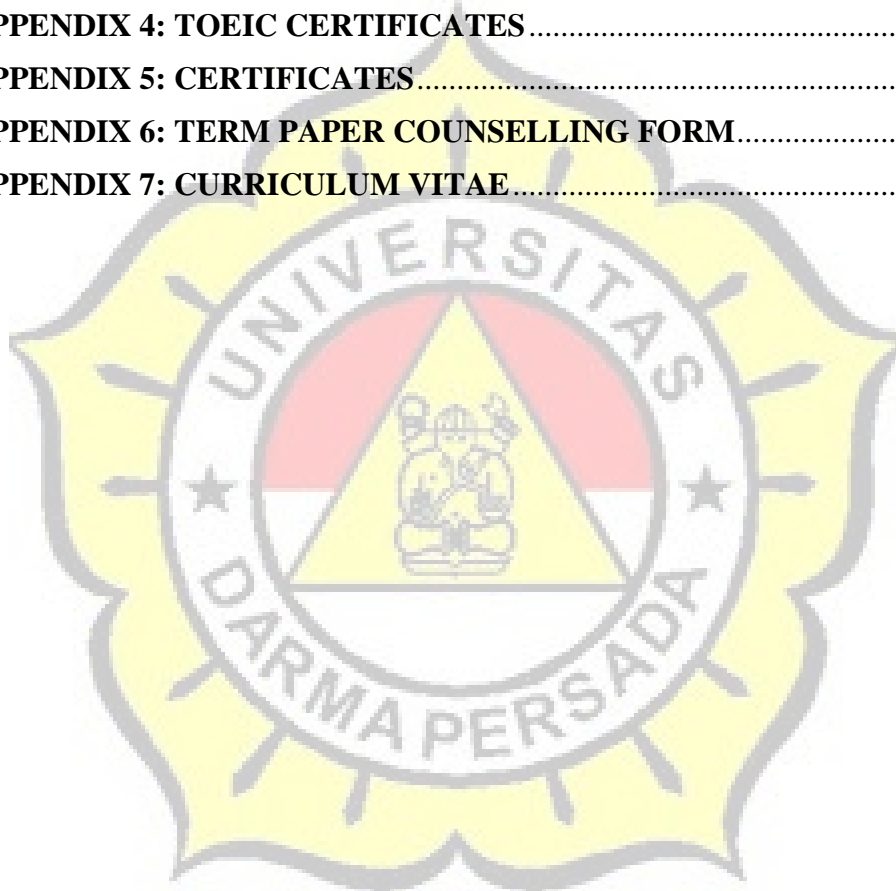 PPENDIX 4: TOEIC CERTIFICATES........................................
PPENDIX 5: CERTIFICATES....................................................
PPENDIX 6: TERM PAPER COUNSELLING FORM.................
PPENDIX 7: CURRICULUM VITAE..........................................
UNIVERSITAS
DARMA PERSADA